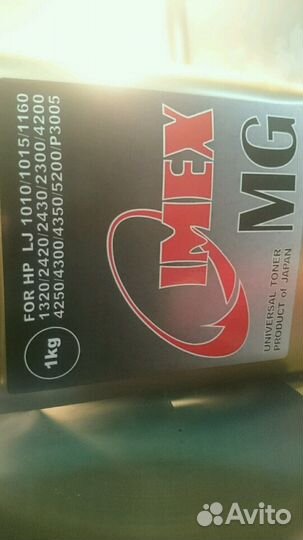 FOR HP LJ 1010/1015/1160
1320/2420/2430/2300/4200
4250/4300/4350/5200/P3005
1kg
IMEX
MG
UNIVERSAL TONER
PRODUCT of JAPAN
Avito